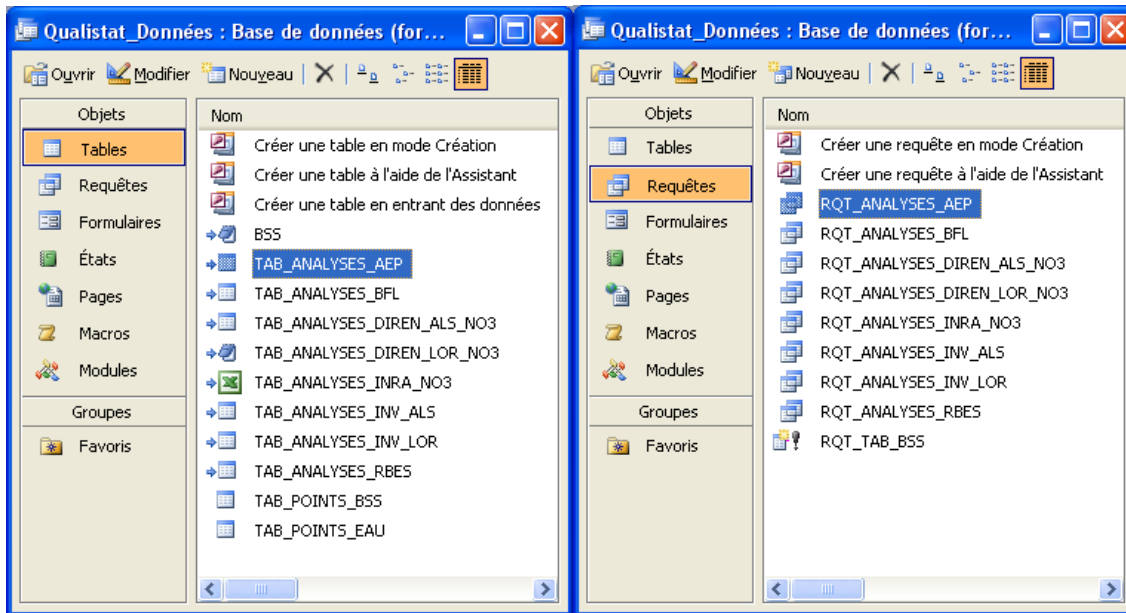 Qualistat_Données : Base de données (for...
Ouvrir Modifier Nouveau
Objets
Tables
Requêtes
Formulaires
États
Pages
Macros
Modules
Groupes
Favoris
Nom
Créer une table en mode Création
Créer une table à l'aide de l'Assistant
Créer une table en entrant des données
BSS
TAB_ANALYSES_AEP
TAB_ANALYSES_BFL
TAB_ANALYSES_DIREN_ALS_NO3
TAB_ANALYSES_DIREN_LOR_NO3
TAB_ANALYSES_INRA_NO3
TAB_ANALYSES_INV_ALS
TAB_ANALYSES_INV_LOR
TAB_ANALYSES_RBES
TAB_POINTS_BSS
TAB_POINTS_EAU
Qualistat_Données : Base de données (for...
Ouvrir Modifier Nouveau
Objets
Tables
Requêtes
Formulaires
États
Pages
Macros
Modules
Groupes
Favoris
Nom
Créer une requête en mode Création
Créer une requête à l'aide de l'Assistant
RQT_ANALYSES_AEP
RQT_ANALYSES_BFL
RQT_ANALYSES_DIREN_ALS_NO3
RQT_ANALYSES_DIREN_LOR_NO3
RQT_ANALYSES_INRA_NO3
RQT_ANALYSES_INV_ALS
RQT_ANALYSES_INV_LOR
RQT_ANALYSES_RBES
RQT_TAB_BSS